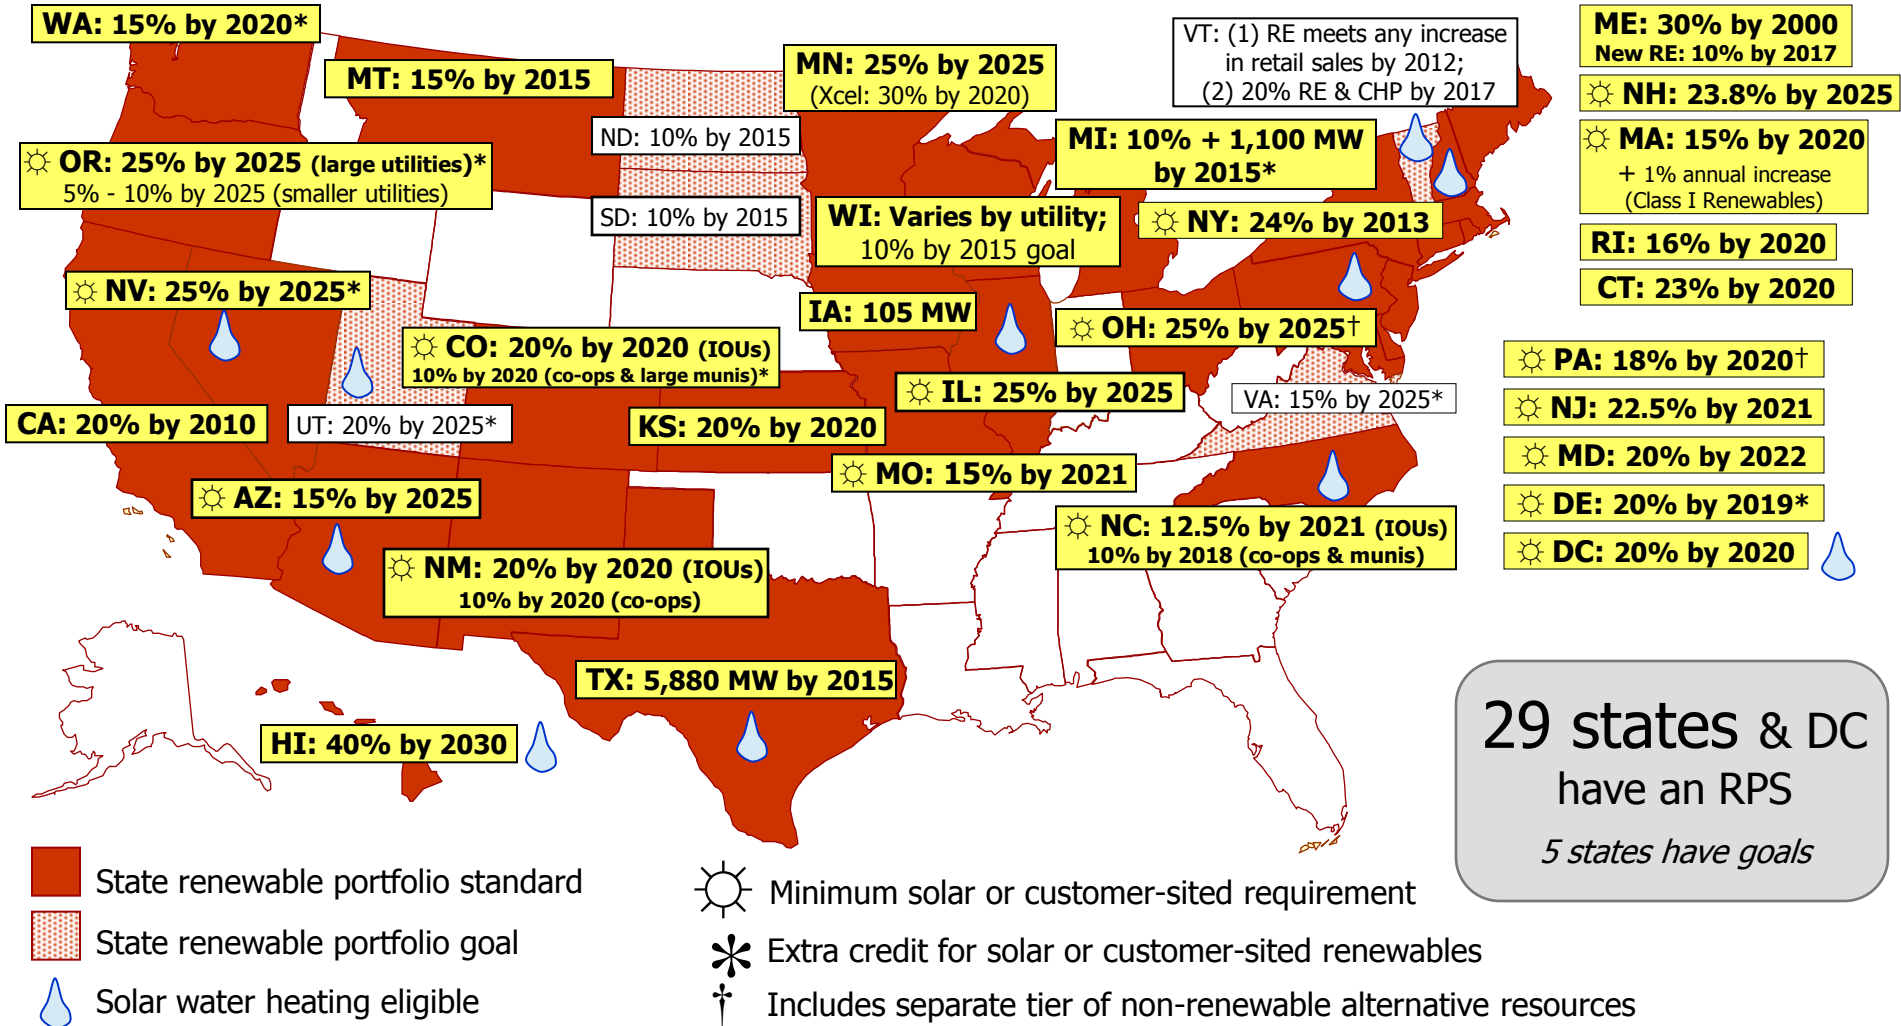 WA: 15% by 2020*
MT: 15% by 2015
MN: 25% by 2025
(Xcel: 30% by 2020)
VT: (1) RE meets any increase
in retail sales by 2012;
(2) 20% RE & CHP by 2017
ME: 30% by 2000
New RE: 10% by 2017
☼ NH: 23.8% by 2025
☼ MA: 15% by 2020
+ 1% annual increase
(Class I Renewables)
RI: 16% by 2020
CT: 23% by 2020
ND: 10% by 2015
MI: 10% + 1,100 MW
by 2015*
☼ OR: 25% by 2025 (large utilities)*
5% - 10% by 2025 (smaller utilities)
SD: 10% by 2015
WI: Varies by utility;
10% by 2015 goal
☼ NY: 24% by 2013
☼ NV: 25% by 2025*
IA: 105 MW
☼ OH: 25% by 2025†
☼ CO: 20% by 2020 (IOUs)
10% by 2020 (co-ops & large munis)*
☼ PA: 18% by 2020†
☼ NJ: 22.5% by 2021
☼ MD: 20% by 2022
☼ DE: 20% by 2019*
☼ DC: 20% by 2020
☼ IL: 25% by 2025
VA: 15% by 2025*
CA: 20% by 2010
UT: 20% by 2025*
KS: 20% by 2020
☼ MO: 15% by 2021
☼ AZ: 15% by 2025
☼ NC: 12.5% by 2021 (IOUs)
10% by 2018 (co-ops & munis)
☼ NM: 20% by 2020 (IOUs)
10% by 2020 (co-ops)
TX: 5,880 MW by 2015
HI: 40% by 2030
29 states & DC
have an RPS
5 states have goals
State renewable portfolio standard
State renewable portfolio goal
Solar water heating eligible
☼ Minimum solar or customer-sited requirement
* Extra credit for solar or customer-sited renewables
† Includes separate tier of non-renewable alternative resources